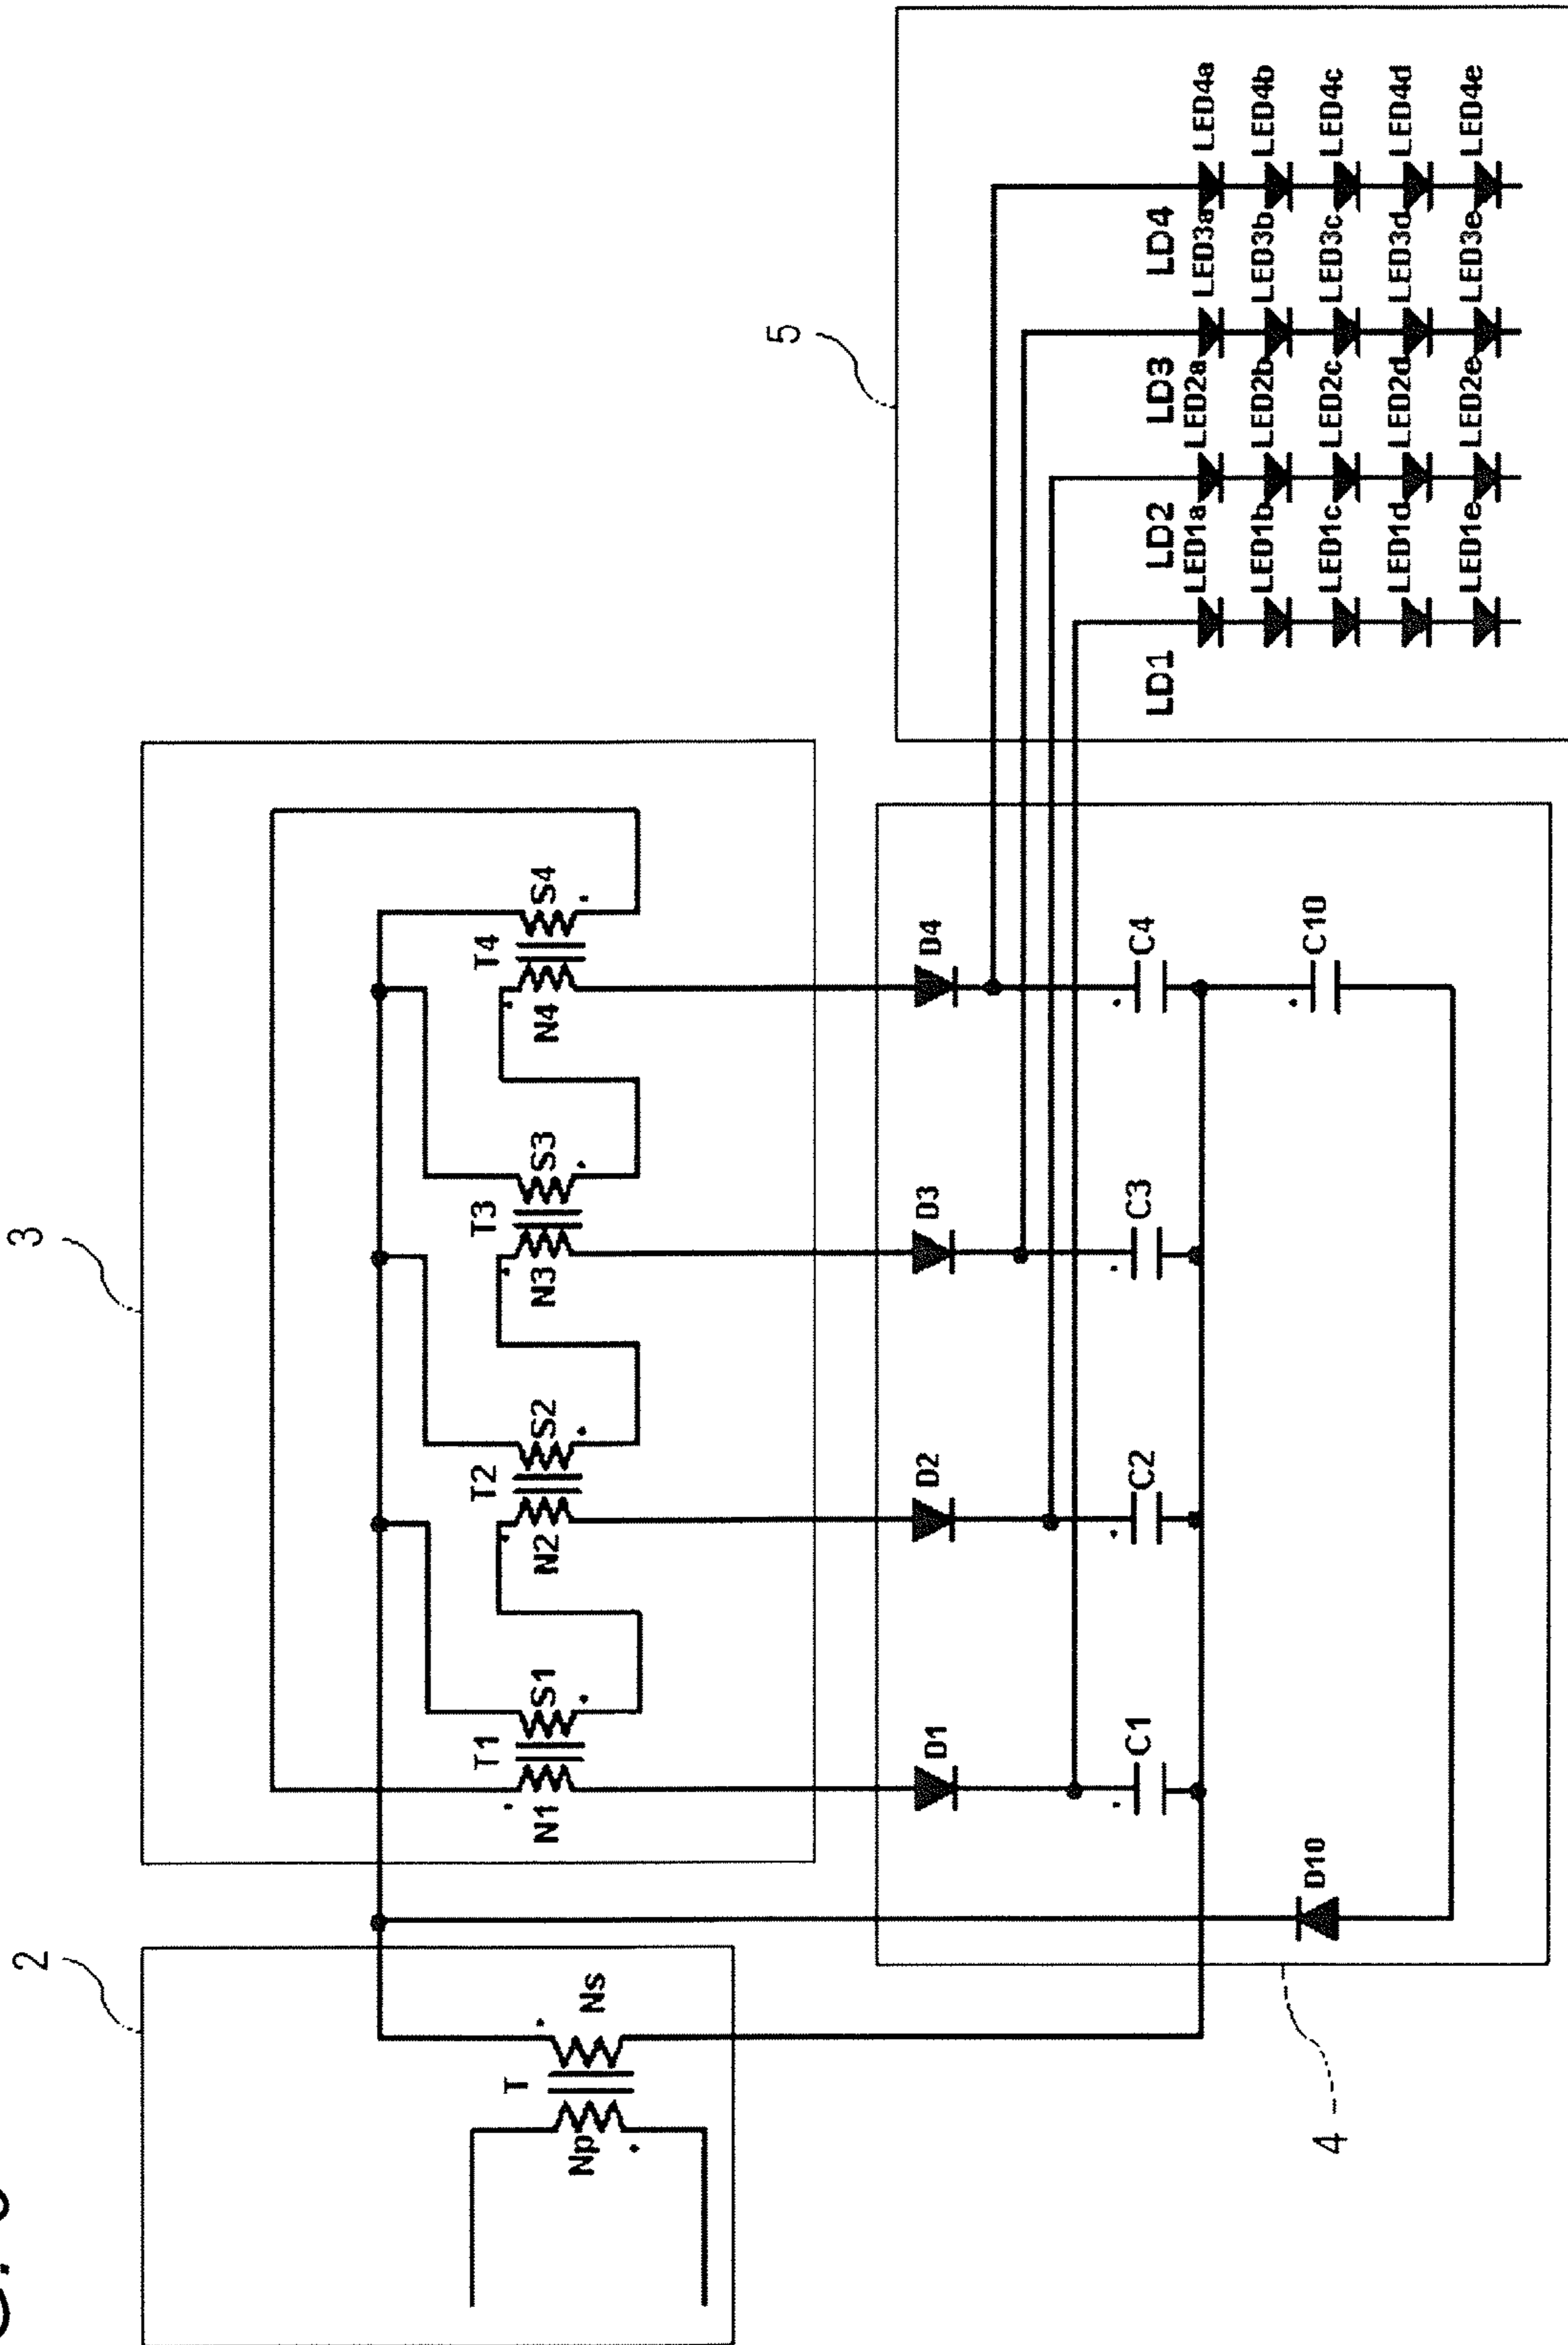 2
T
Np
Ns
3
T1
N1
S1
T2
N2
S2
T3
N3
S3
T4
N4
S4
4
D1
D2
D3
D4
C1
C2
C3
C4
C10
D10
5
LD1
LD2
LD3
LD4
LED1a LED2a LED3a LED4a
LED1b LED2b LED3b LED4b
LED1c LED2c LED3c LED4c
LED1d LED2d LED3d LED4d
LED1e LED2e LED3e LED4e